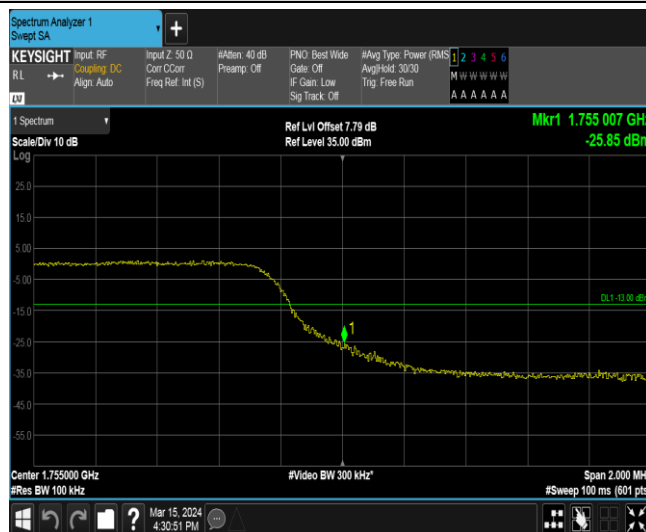 Spectrum Analyzer 1
Swept SA
+
KEYSIGHT Input: RF Input Z: 50 Ω #Atten: 40 dB PNO: Best Wide #Avg Type: Power (RMS 1 2 3 4 5 6
RL Coupling: DC Corr CCorr Preamp: Off Gate: Off Avg|Hold: 30/30 M W W W W W
Align: Auto Freq Ref: Int (S) IF Gain: Low Trig: Free Run
LXI Sig Track: Off A A A A A A
1 Spectrum Ref Lvl Offset 7.79 dB Mkr1 1.755 007 GHz
Scale/Div 10 dB Ref Level 35.00 dBm -25.85 dBm
Log
25.0
15.0
5.00
-5.00
DL1 -13.00 dBm
-15.0
1
-25.0
-35.0
-45.0
-55.0
Center 1.755000 GHz #Video BW 300 kHz* Span 2.000 MH
#Res BW 100 kHz #Sweep 100 ms (601 pts
? Mar 15, 2024
4:30:51 PM